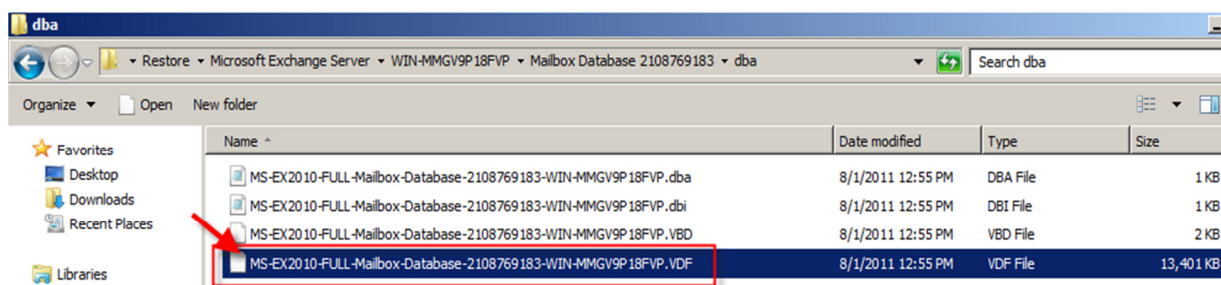 dba
Restore Microsoft Exchange Server WIN-MMGV9P18FVP Mailbox Database 2108769183 dba Search dba
Organize Open New folder
Favorites
Desktop
Downloads
Recent Places
Libraries
Name Date modified Type Size
MS-EX2010-FULL-Mailbox-Database-2108769183-WIN-MMGV9P18FVP.dba 8/1/2011 12:55 PM DBA File 1 KB
MS-EX2010-FULL-Mailbox-Database-2108769183-WIN-MMGV9P18FVP.dbi 8/1/2011 12:55 PM DBI File 1 KB
MS-EX2010-FULL-Mailbox-Database-2108769183-WIN-MMGV9P18FVP.VBD 8/1/2011 12:55 PM VBD File 2 KB
MS-EX2010-FULL-Mailbox-Database-2108769183-WIN-MMGV9P18FVP.VDF 8/1/2011 12:55 PM VDF File 13,401 KB